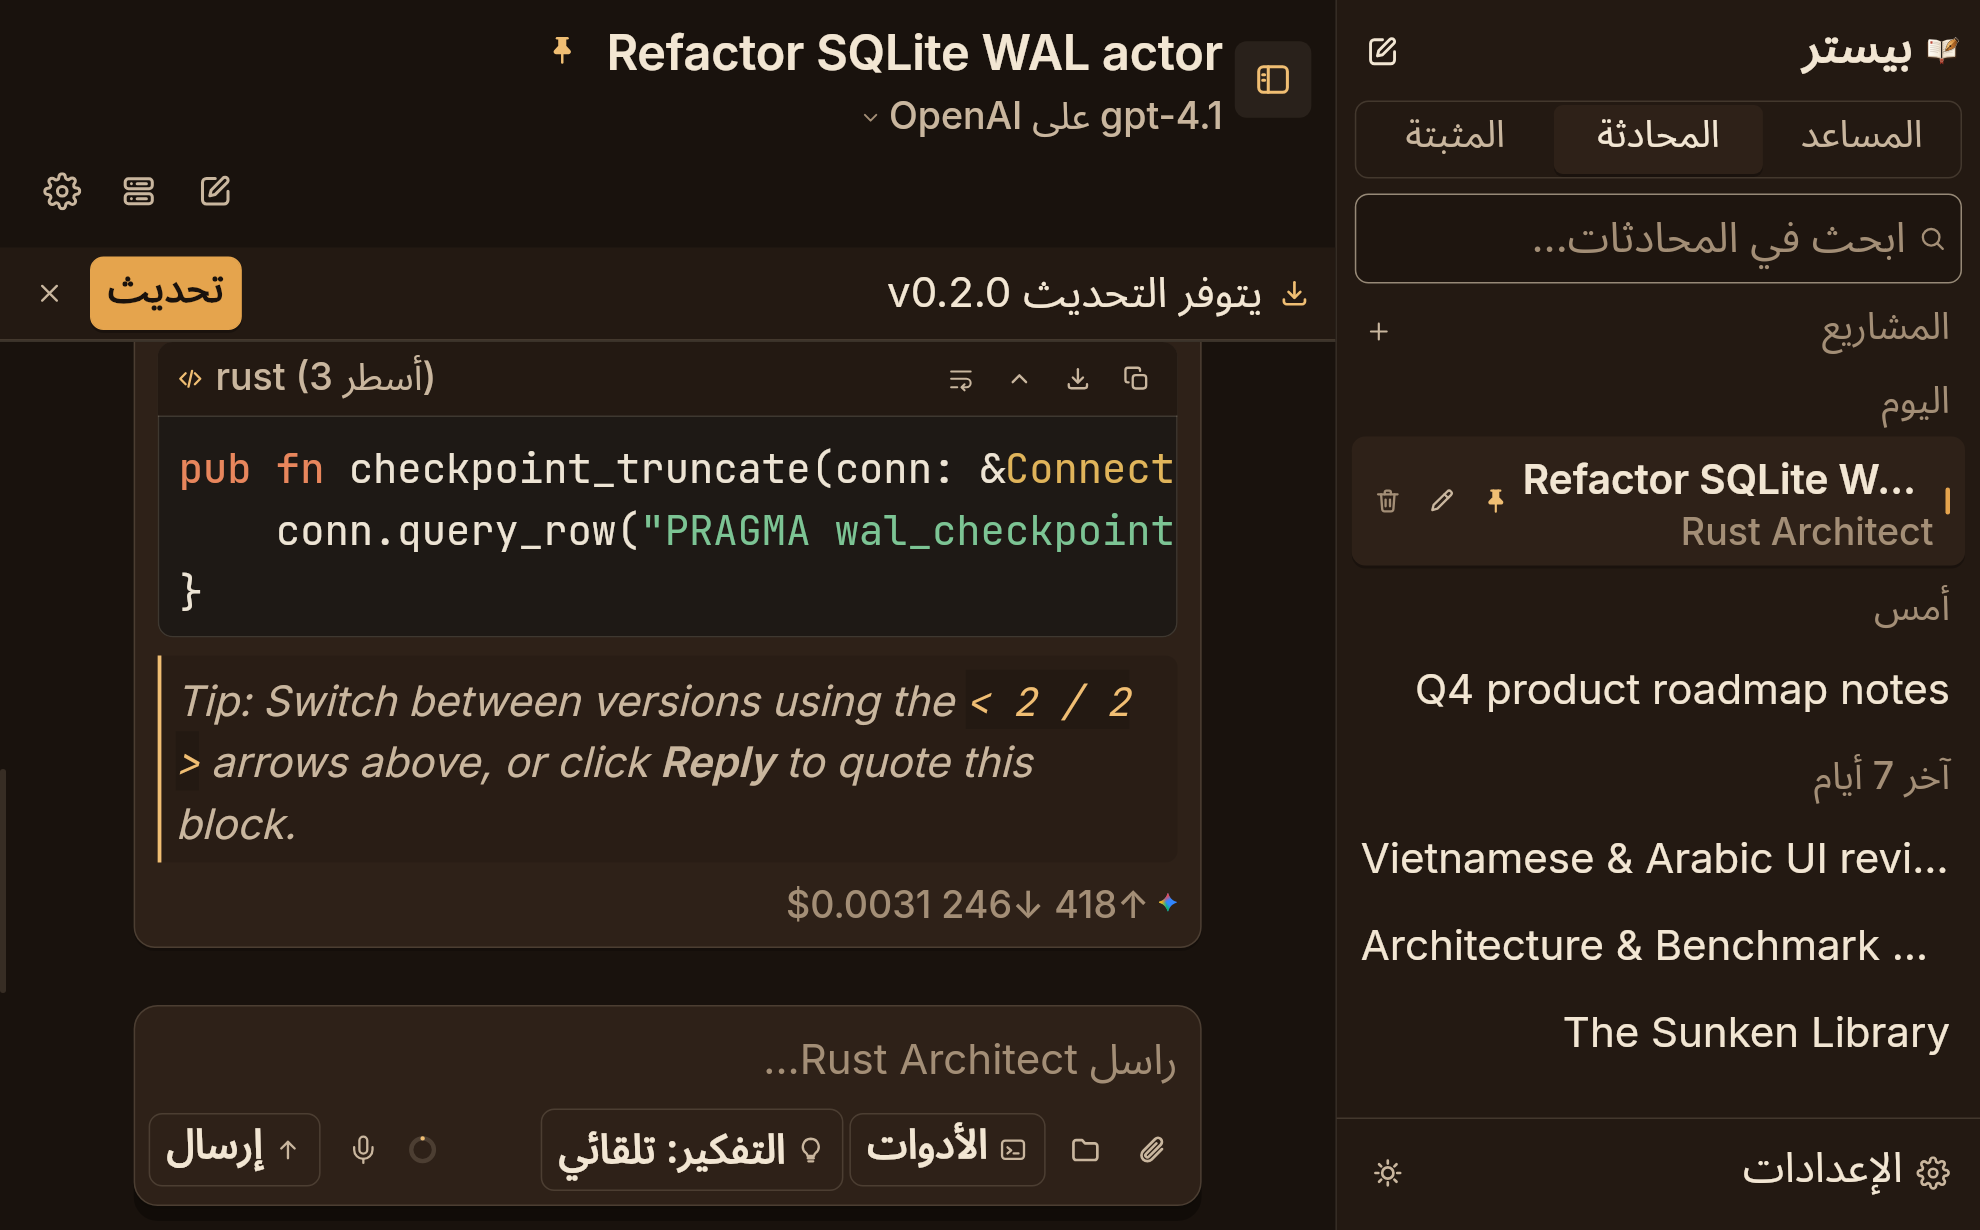 بيستر
المساعد
المحادثة
المثبتة
ابحث في المحادثات...
المشاريع
اليوم
Refactor SQLite W...
Rust Architect
أمس
Q4 product roadmap notes
آخر 7 أيام
Vietnamese & Arabic UI revi...
Architecture & Benchmark ...
The Sunken Library
الإعدادات
Refactor SQLite WAL actor
gpt-4.1 على OpenAI
يتوفر التحديث v0.2.0
تحديث
rust (3 أسطر)
pub fn checkpoint_truncate(conn: &Connect
    conn.query_row("PRAGMA wal_checkpoint
}
Tip: Switch between versions using the < 2 / 2
> arrows above, or click Reply to quote this
block.
↑418 ↓246 $0.0031
راسل Rust Architect...
الأدوات
التفكير: تلقائي
إرسال